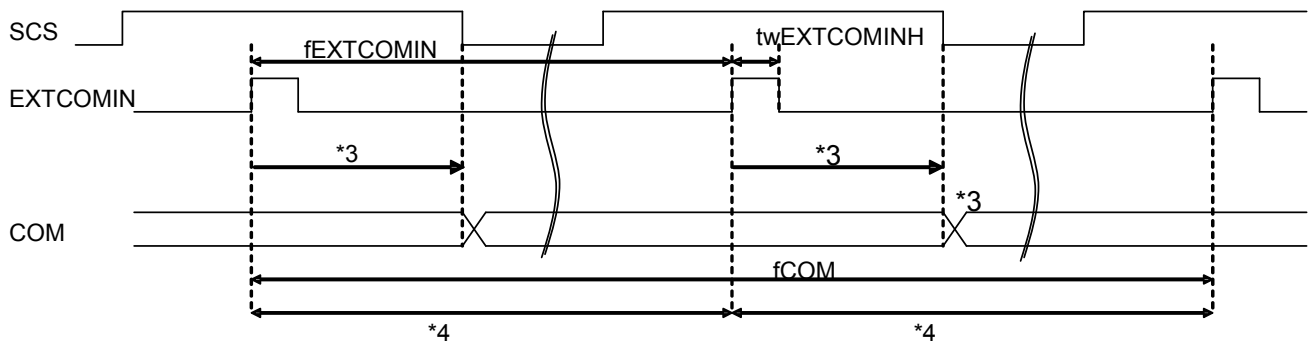 SCS
fEXTCOMIN
twEXTCOMINH
EXTCOMIN
*3
*3
*3
COM
fCOM
*4
*4